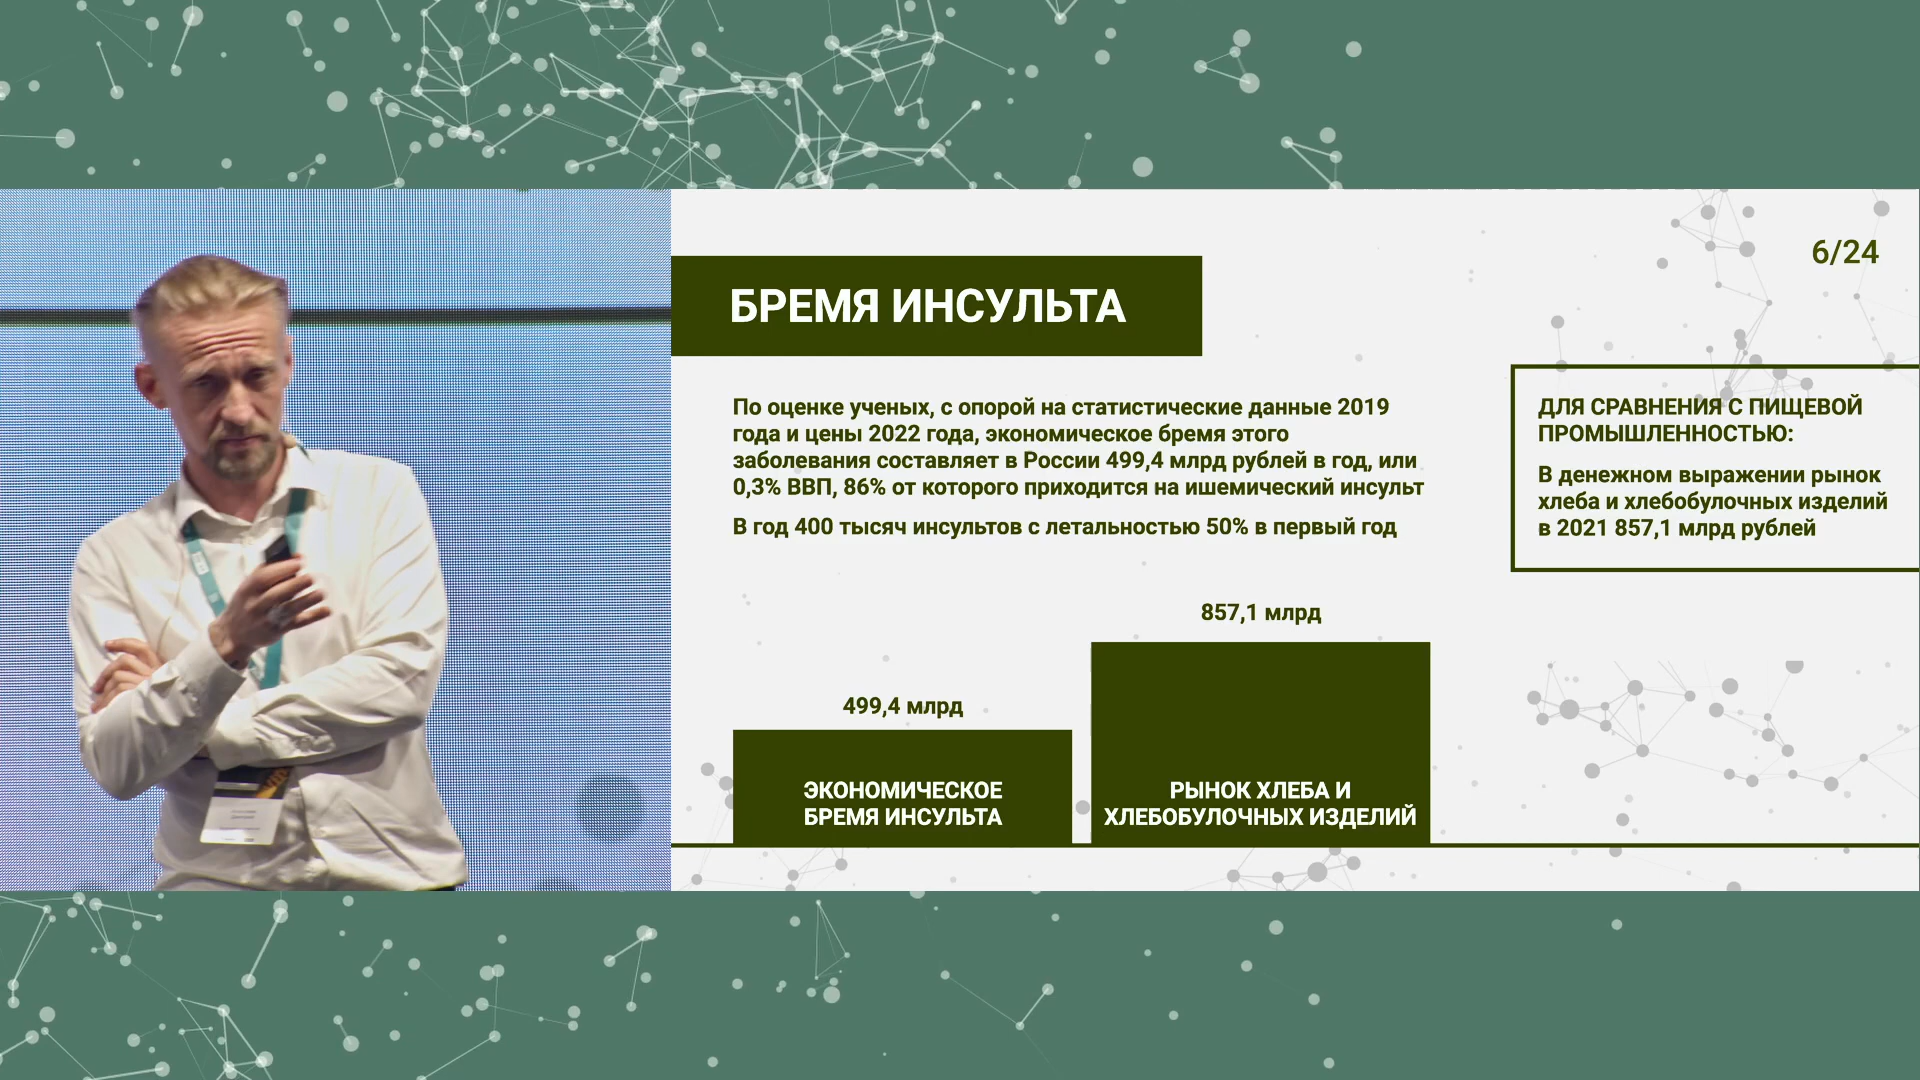 6/24
БРЕМЯ ИНСУЛЬТА
По оценке ученых, с опорой на статистические данные 2019
года и цены 2022 года, экономическое бремя этого
заболевания составляет в России 499,4 млрд рублей в год, или
0,3% ВВП, 86% от которого приходится на ишемический инсульт
В год 400 тысяч инсультов с летальностью 50% в первый год
ДЛЯ СРАВНЕНИЯ С ПИЩЕВОЙ
ПРОМЫШЛЕННОСТЬЮ:
В денежном выражении рынок
хлеба и хлебобулочных изделий
в 2021 857,1 млрд рублей
499,4 млрд
ЭКОНОМИЧЕСКОЕ
БРЕМЯ ИНСУЛЬТА
857,1 млрд
РЫНОК ХЛЕБА И
ХЛЕБОБУЛОЧНЫХ ИЗДЕЛИЙ